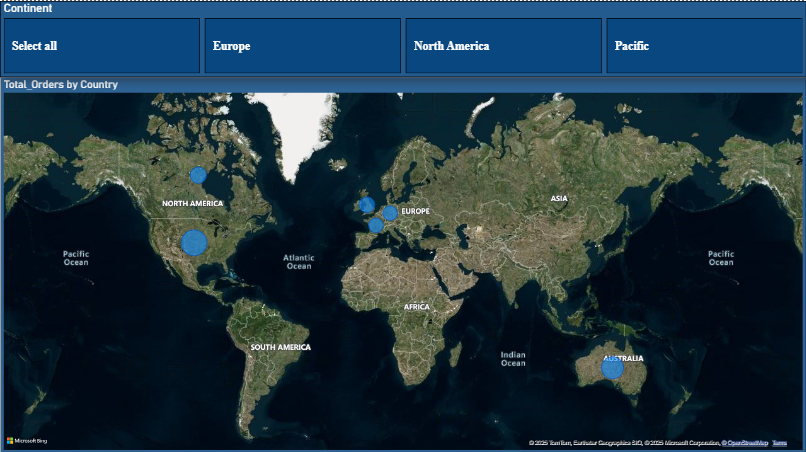 Continent
Select all
Europe
North America
Pacific
Total_Orders by Country
NORTH AMERICA
EUROPE
ASIA
Pacific
Ocean
Atlantic
Ocean
Pacific
Ocean
AFRICA
SOUTH AMERICA
Indian
Ocean
AUSTRALIA
Microsoft Bing
© 2025 TomTom, Earthstar Geographics SIO, © 2025 Microsoft Corporation, © OpenStreetMap Terms